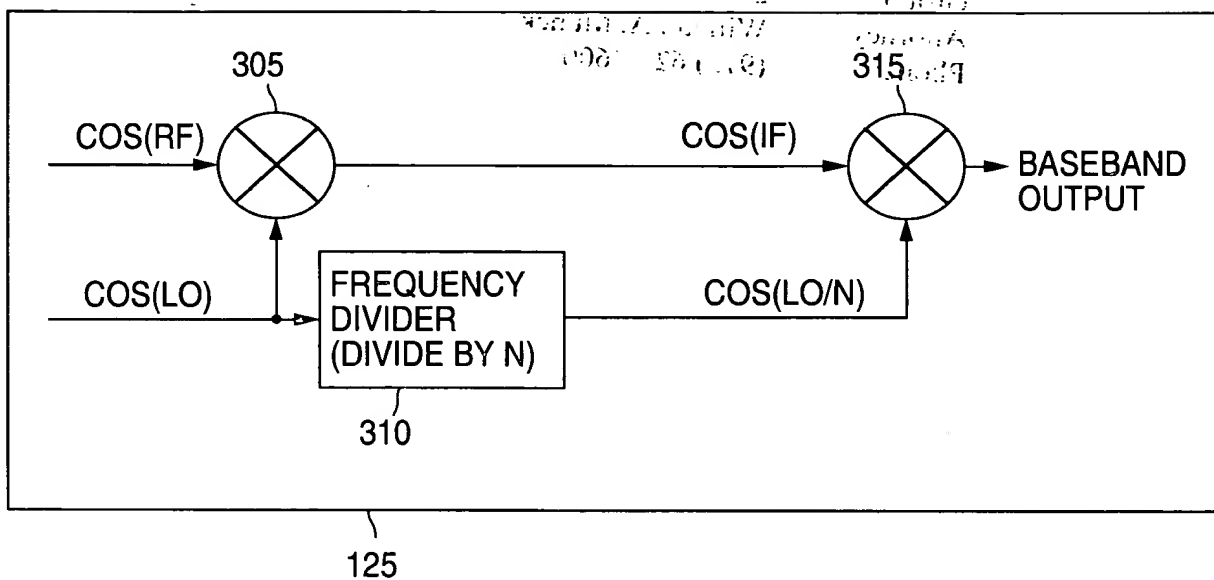 305
315
COS(RF)
COS(IF)
BASEBAND
OUTPUT
COS(LO)
FREQUENCY
DIVIDER
(DIVIDE BY N)
COS(LO/N)
310
125